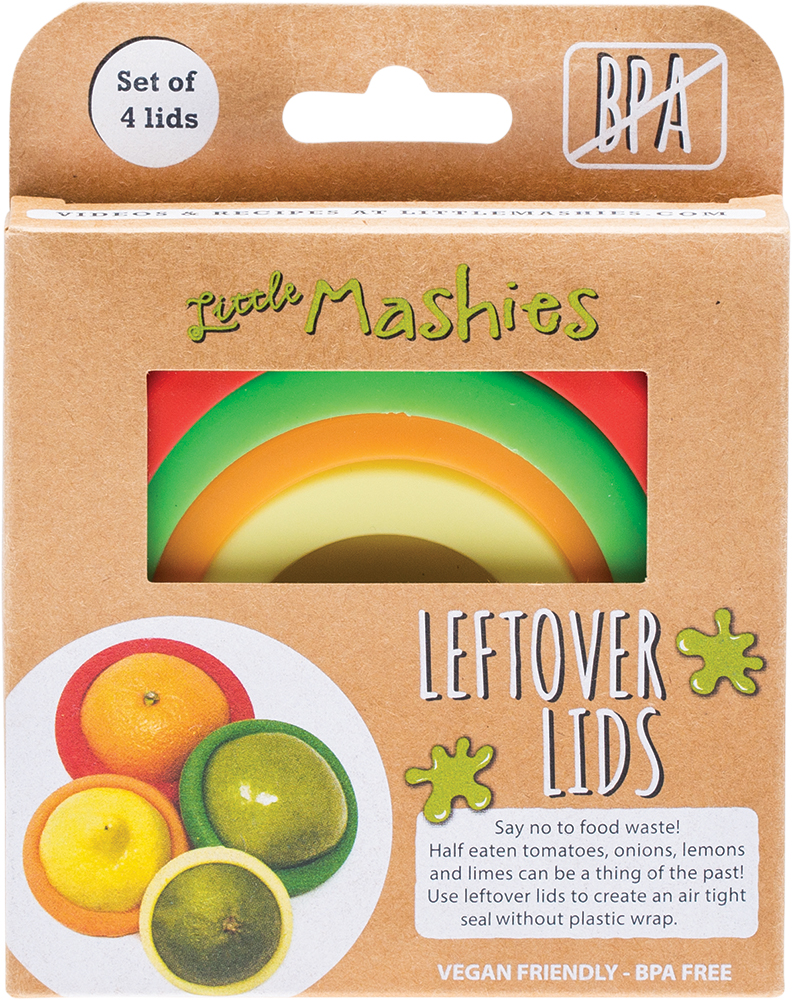 Set of
4 lids
BPA
VIDEOS & RECIPES AT LITTLEMASHIES.COM
Little Mashies
LEFTOVER
LIDS
Say no to food waste!
Half eaten tomatoes, onions, lemons
and limes can be a thing of the past!
Use leftover lids to create an air tight
seal without plastic wrap.
VEGAN FRIENDLY - BPA FREE